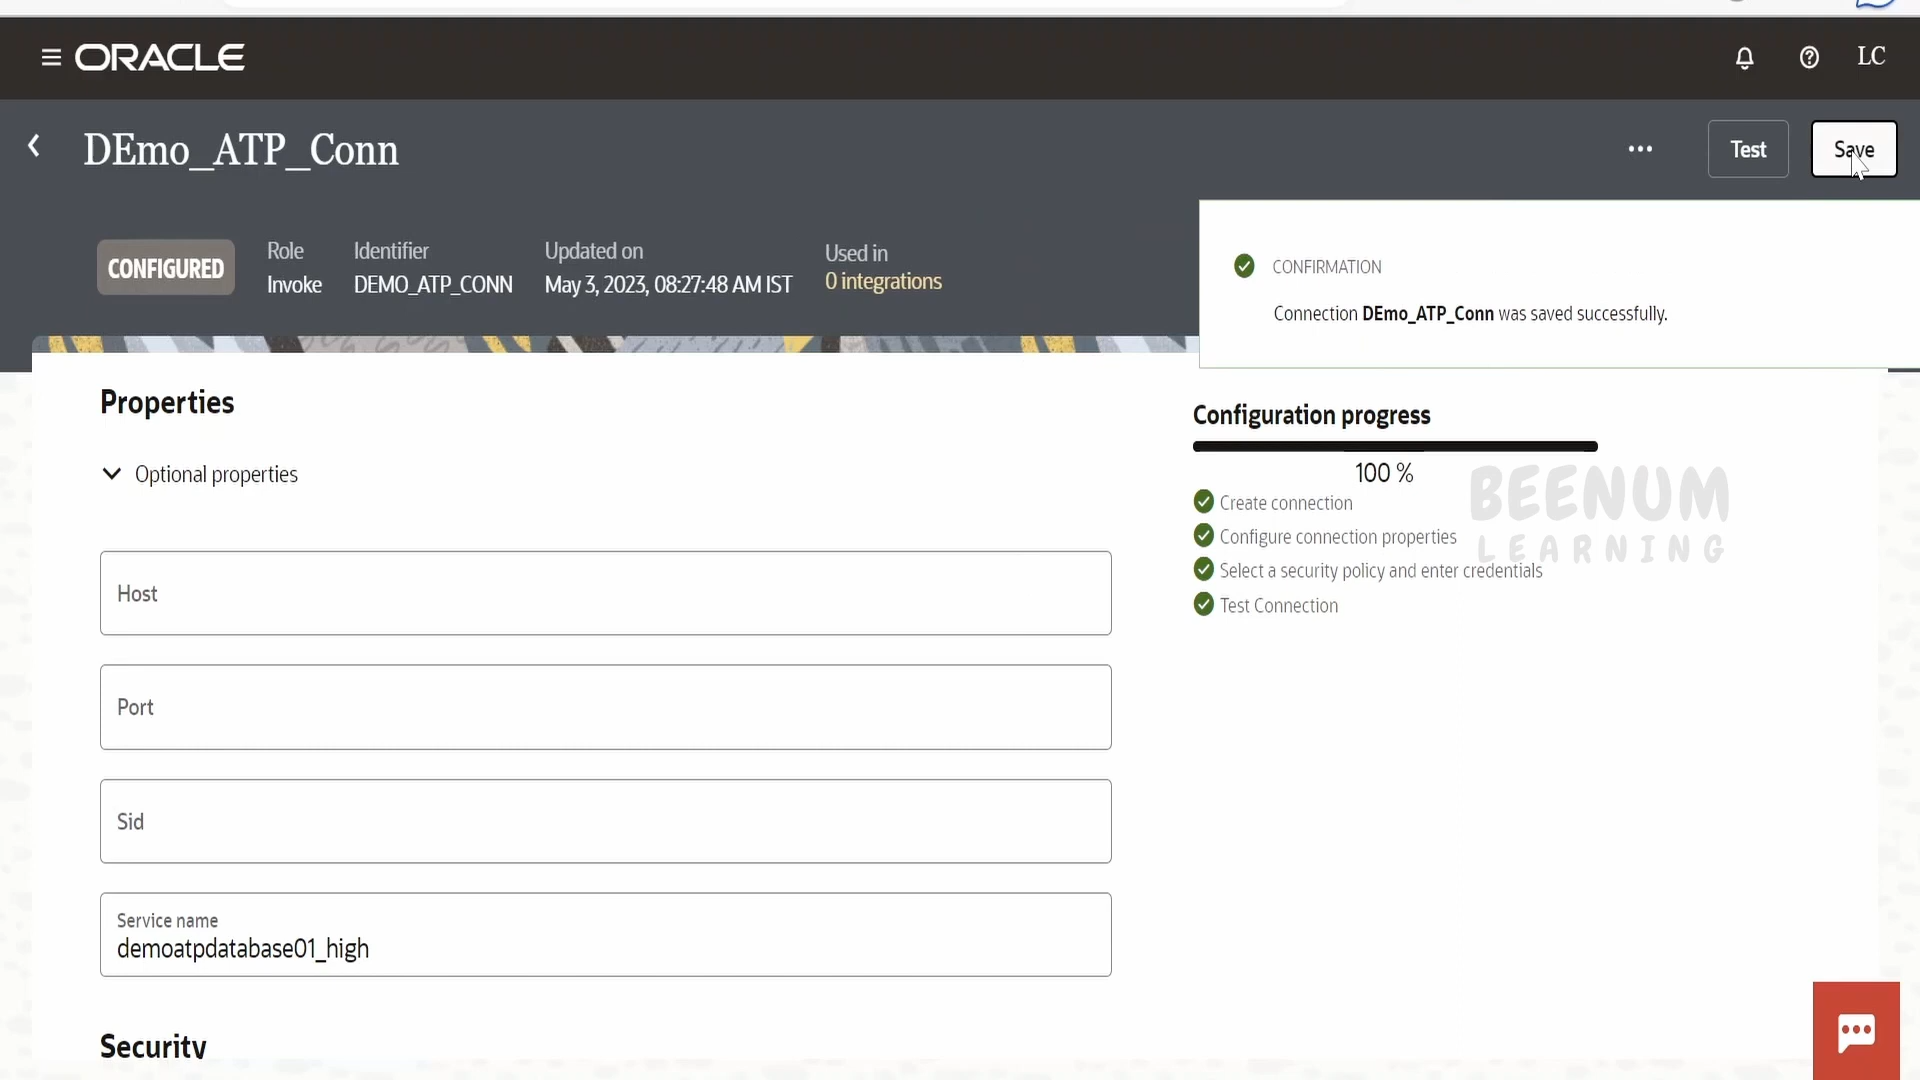 ORACLE
LC
DEmo_ATP_Conn
Test
Save
CONFIGURED
Role
Invoke
Identifier
DEMO_ATP_CONN
Updated on
May 3, 2023, 08:27:48 AM IST
Used in
0 integrations
CONFIRMATION
Connection DEmo_ATP_Conn was saved successfully.
Properties
Optional properties
Host
Port
Sid
Service name
demoatpdatabase01_high
Security
Configuration progress
100 %
Create connection
Configure connection properties
Select a security policy and enter credentials
Test Connection
BEENUM
LEARNING